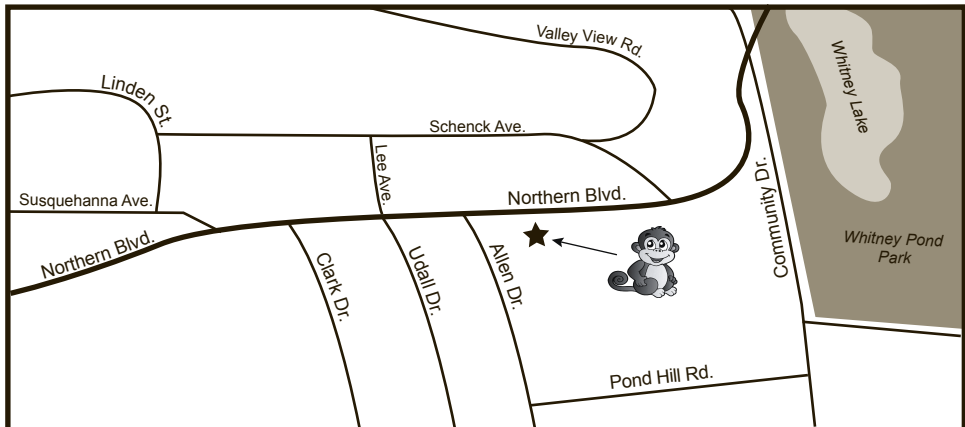 Valley View Rd.
Linden St.
Schenck Ave.
Lee Ave.
Susquehanna Ave.
Northern Blvd.
Northern Blvd.
Clark Dr.
Udall Dr.
Allen Dr.
Community Dr.
Whitney Lake
Whitney Pond
Park
Pond Hill Rd.